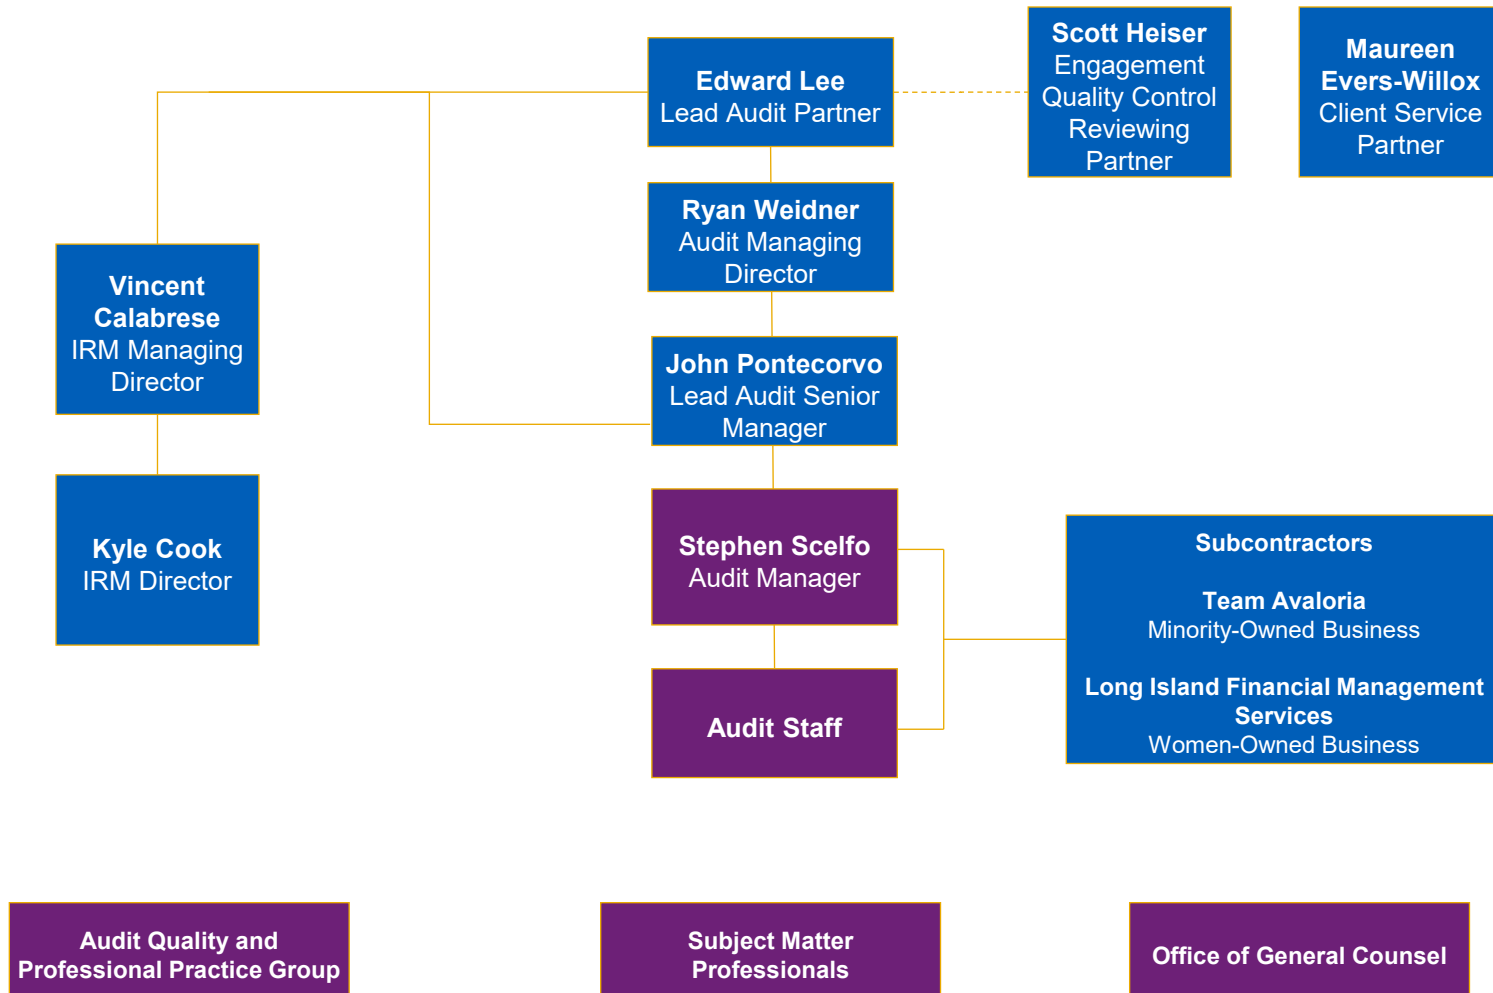 Edward Lee
Lead Audit Partner
Scott Heiser
Engagement
Quality Control
Reviewing
Partner
Maureen
Evers-Willox
Client Service
Partner
Ryan Weidner
Audit Managing
Director
Vincent
Calabrese
IRM Managing
Director
John Pontecorvo
Lead Audit Senior
Manager
Kyle Cook
IRM Director
Stephen Scelfo
Audit Manager
Subcontractors
Team Avaloria
Minority-Owned Business
Long Island Financial Management
Services
Women-Owned Business
Audit Staff
Audit Quality and
Professional Practice Group
Subject Matter
Professionals
Office of General Counsel